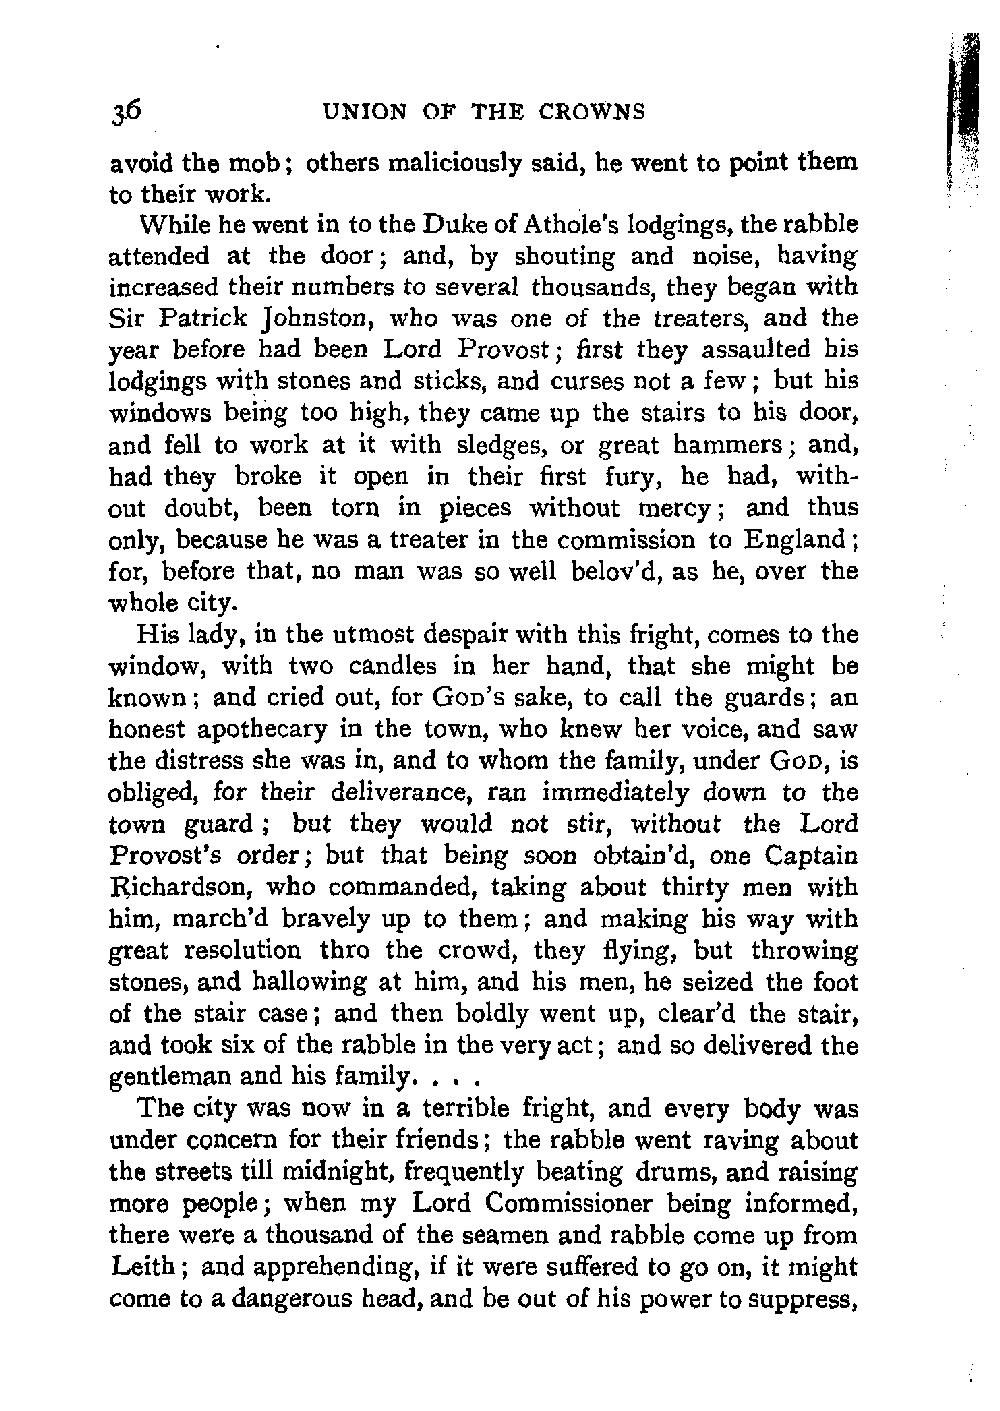 36 UNION OF THE CROWNS
avoid the mob; others maliciously said, he went to point them
to their work.
While he went in to the Duke of Athole's lodgings, the rabble
attended at the door; and, by shouting and noise, having
increased their numbers to several thousands, they began with
Sir Patrick Johnston, who was one of the treaters, and the
year before had been Lord Provost; first they assaulted his
lodgings with stones and sticks, and curses not a few; but his
windows being too high, they came up the stairs to his door,
and fell to work at it with sledges, or great hammers; and,
had they broke it open in their first fury, he had, with-
out doubt, been torn in pieces without mercy; and thus
only, because he was a treater in the commission to England;
for, before that, no man was so well belov'd, as he, over the
whole city.
His lady, in the utmost despair with this fright, comes to the
window, with two candles in her hand, that she might be
known; and cried out, for GOD's sake, to call the guards; an
honest apothecary in the town, who knew her voice, and saw
the distress she was in, and to whom the family, under GOD, is
obliged, for their deliverance, ran immediately down to the
town guard; but they would not stir, without the Lord
Provost's order; but that being soon obtain'd, one Captain
Richardson, who commanded, taking about thirty men with
him, march'd bravely up to them; and making his way with
great resolution thro the crowd, they flying, but throwing
stones, and hallowing at him, and his men, he seized the foot
of the stair case; and then boldly went up, clear'd the stair,
and took six of the rabble in the very act; and so delivered the
gentleman and his family. . . .
The city was now in a terrible fright, and every body was
under concern for their friends; the rabble went raving about
the streets till midnight, frequently beating drums, and raising
more people; when my Lord Commissioner being informed,
there were a thousand of the seamen and rabble come up from
Leith; and apprehending, if it were suffered to go on, it might
come to a dangerous head, and be out of his power to suppress,